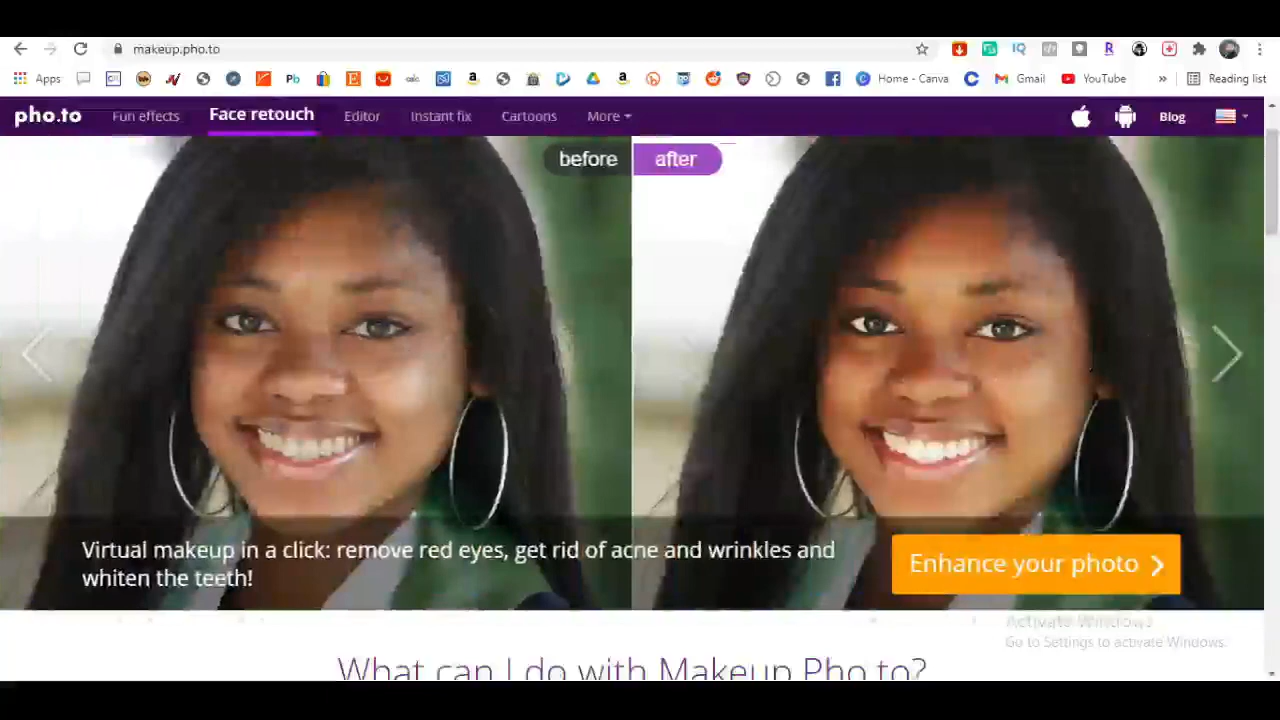 makeup.pho.to
Apps
Pb
Home - Canva
Gmail
YouTube
»
Reading list
pho.to
Fun effects
Face retouch
Editor
Instant fix
Cartoons
More
Blog
before
after
Virtual makeup in a click: remove red eyes, get rid of acne and wrinkles and
whiten the teeth!
Enhance your photo
Activate Windows
Go to Settings to activate Windows.
What can I do with Makeup.Pho.to?